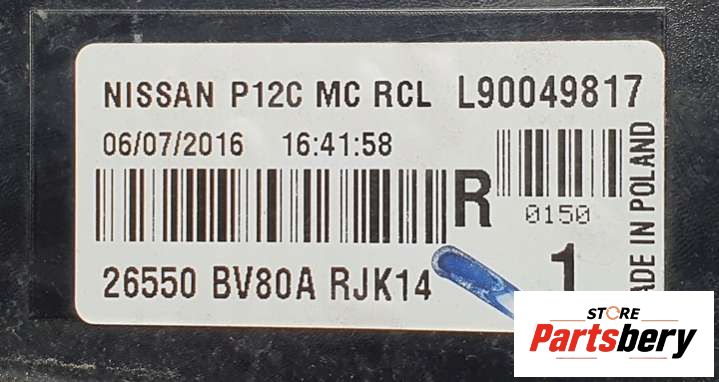 NISSAN P12C MC RCL L90049817
06/07/2016 16:41:58
R
0150
26550 BV80A RJK14
1
MADE IN POLAND
STORE
Partsbery